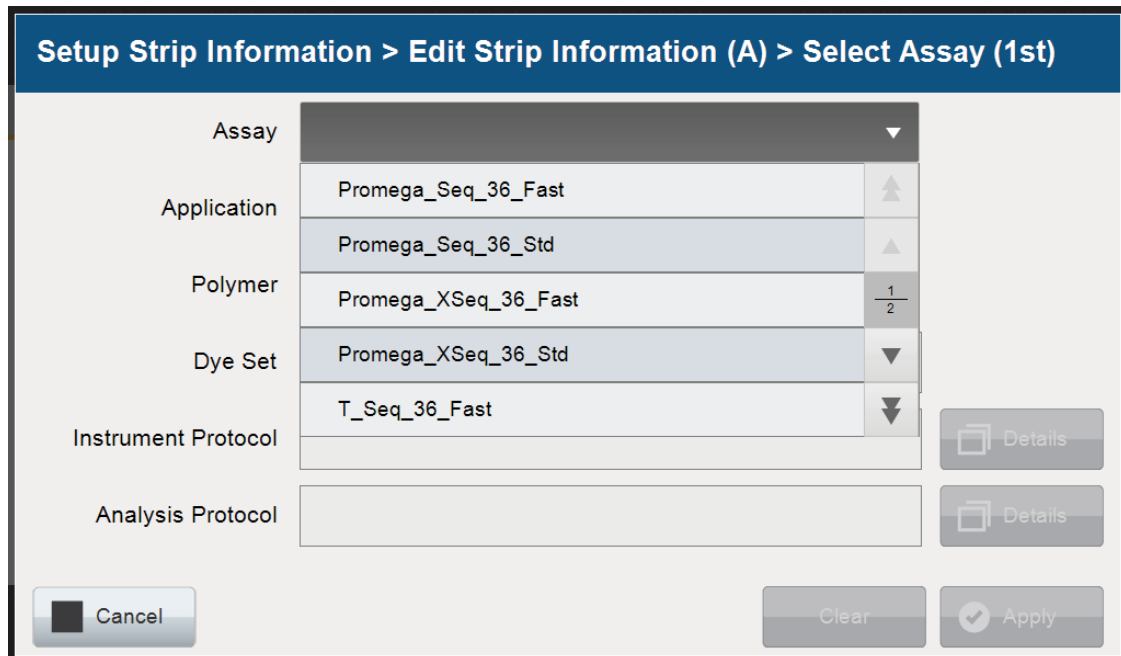 Setup Strip Information > Edit Strip Information (A) > Select Assay (1st)
Assay
Promega_Seq_36_Fast
Application
Promega_Seq_36_Std
Polymer
Promega_XSeq_36_Fast
1
2
Dye Set
Promega_XSeq_36_Std
T_Seq_36_Fast
Instrument Protocol
Details
Analysis Protocol
Details
Cancel
Clear
Apply